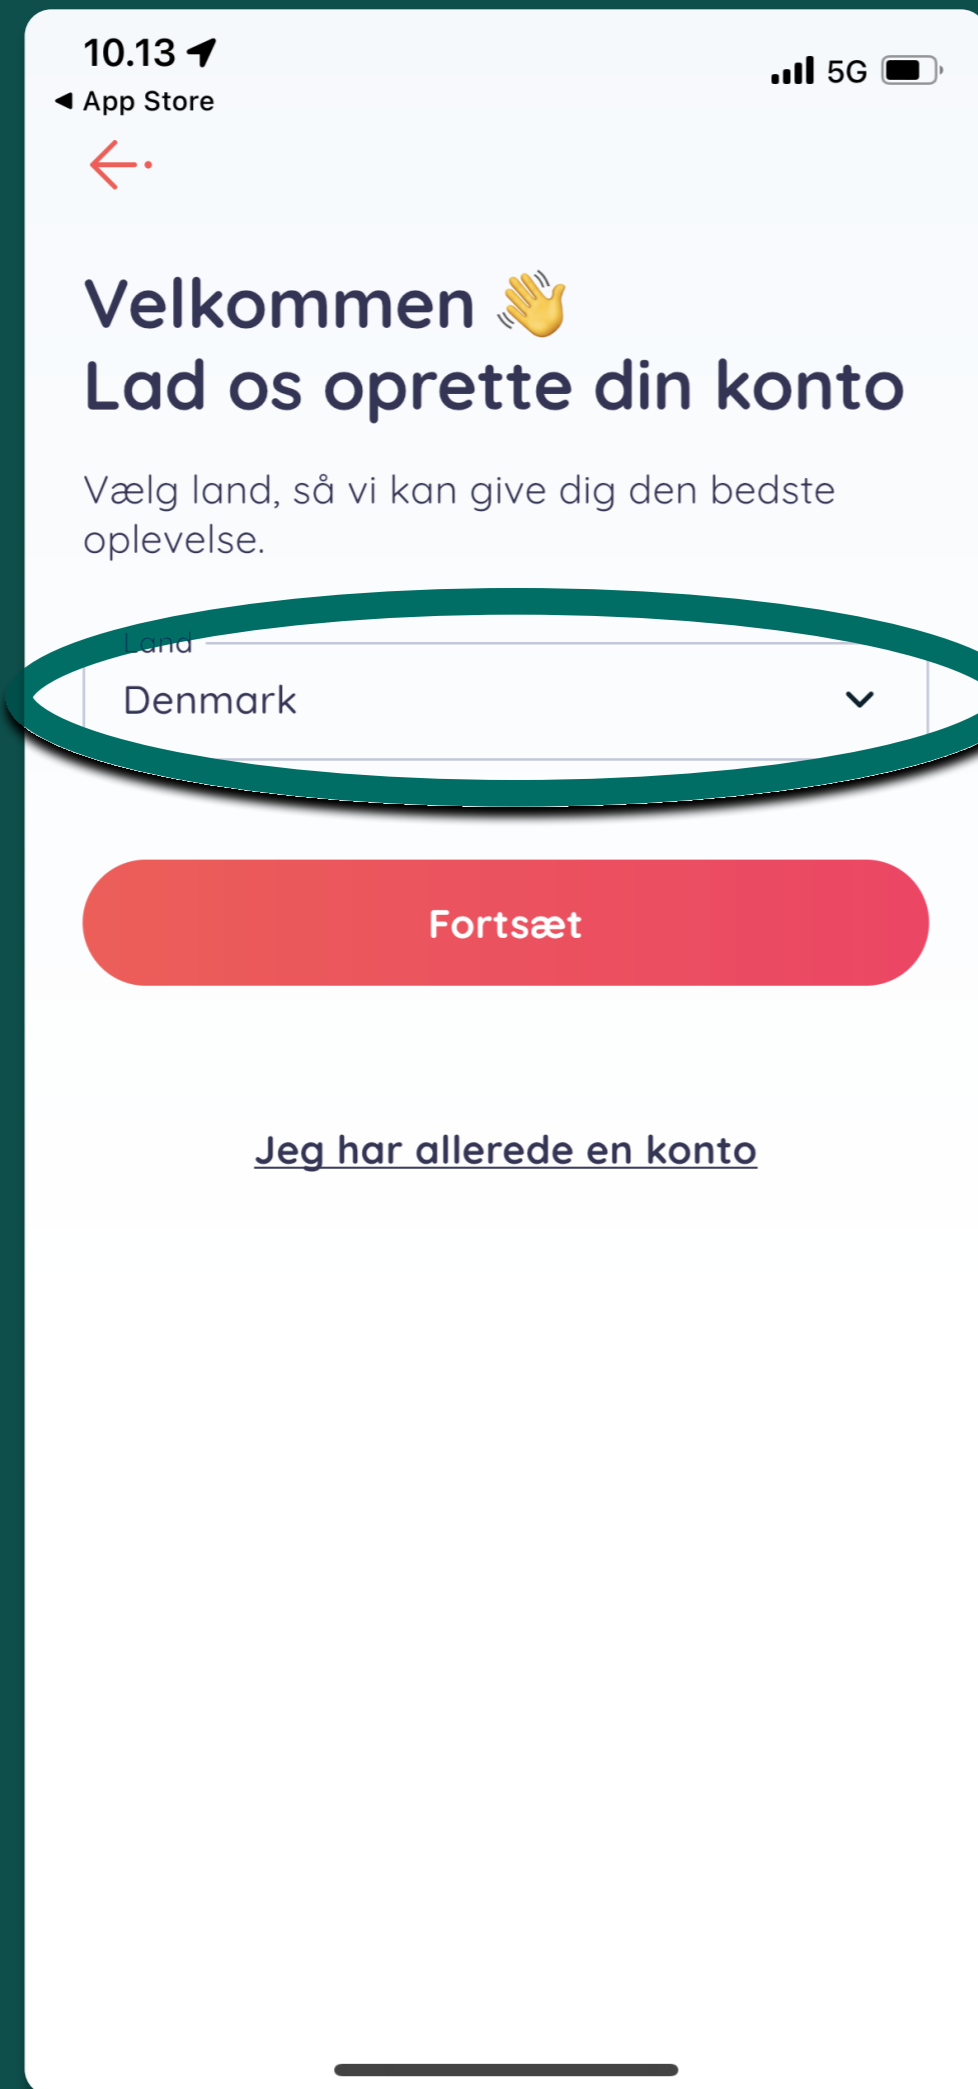 10.13
5G
◀ App Store
Velkommen 👋
Lad os oprette din konto
Vælg land, så vi kan give dig den bedste
oplevelse.
Land
Denmark
Fortsæt
Jeg har allerede en konto